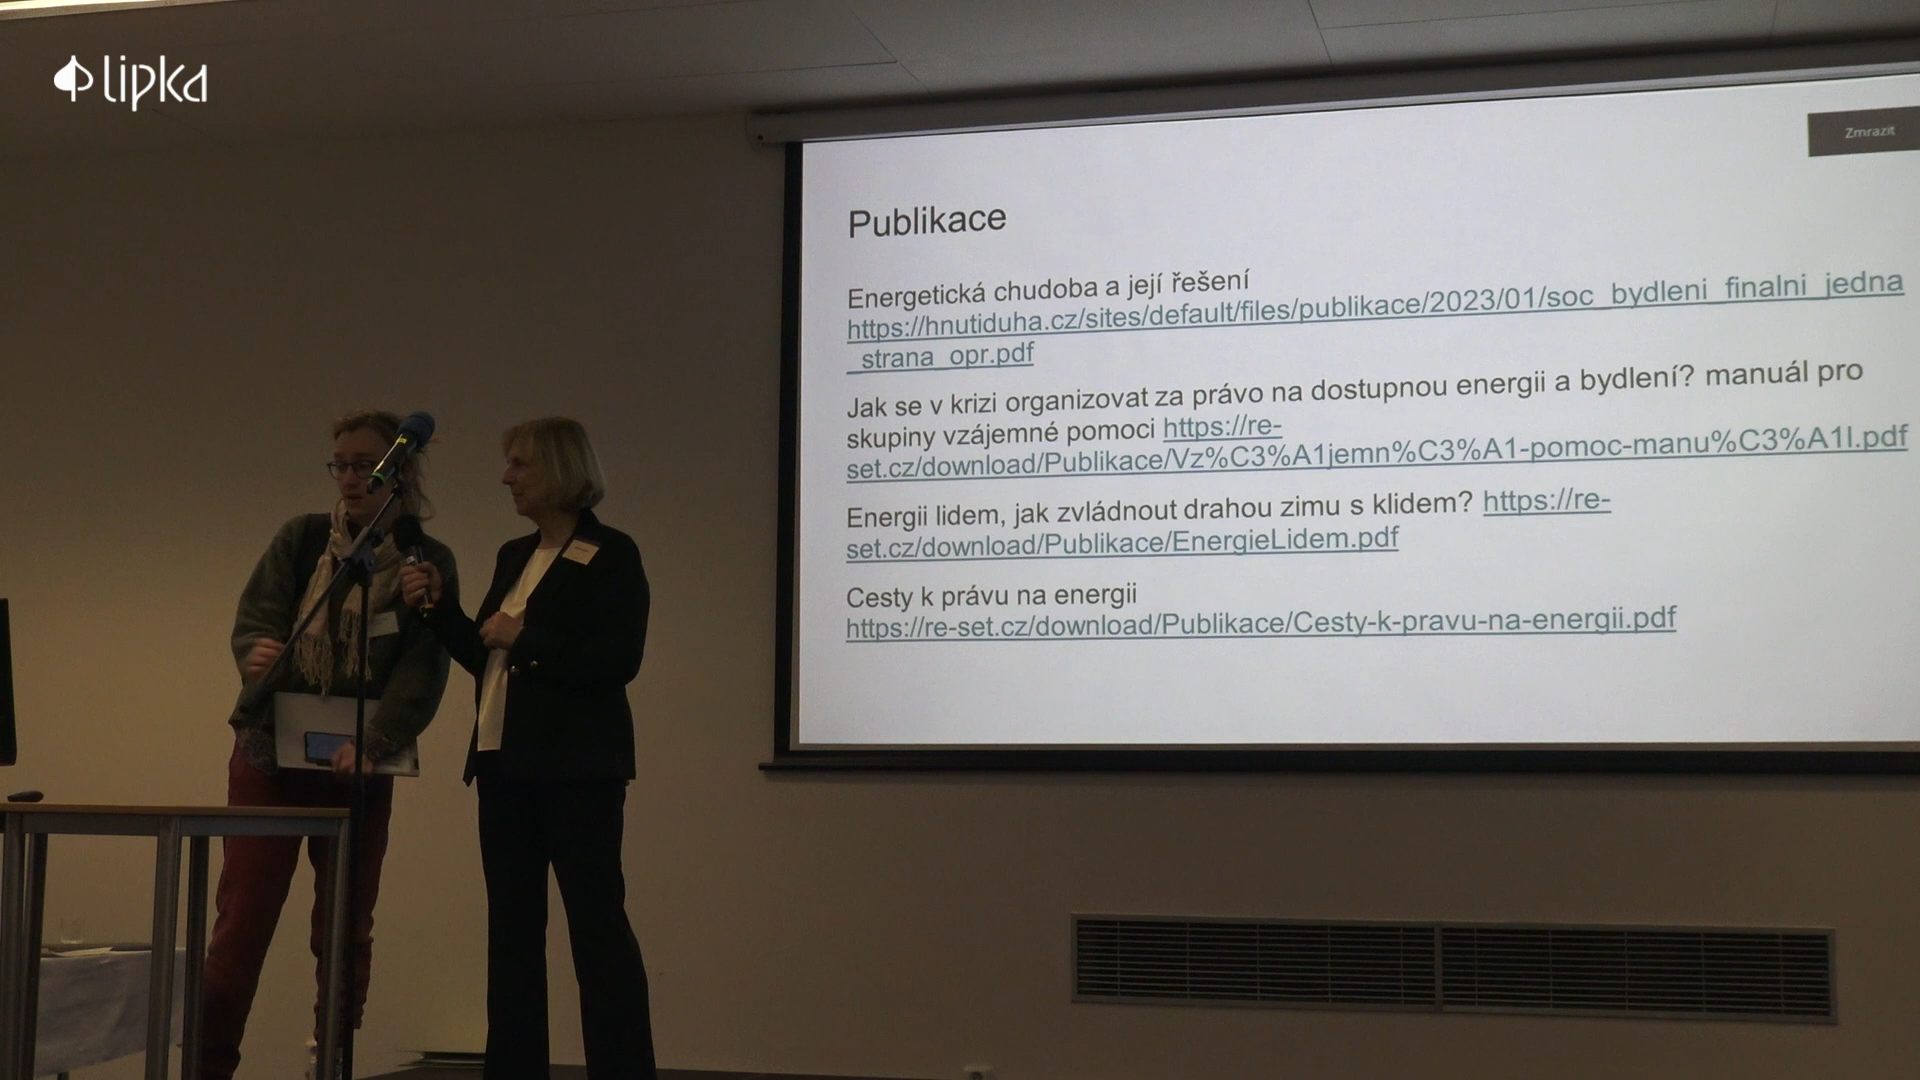 lipka
Zmrazit
Publikace
Energetická chudoba a její řešení
https://hnutiduha.cz/sites/default/files/publikace/2023/01/soc_bydleni_finalni_jedna
_strana_opr.pdf
Jak se v krizi organizovat za právo na dostupnou energii a bydlení? manuál pro
skupiny vzájemné pomoci https://re-
set.cz/download/Publikace/Vz%C3%A1jemn%C3%A1-pomoc-manu%C3%A1l.pdf
Energii lidem, jak zvládnout drahou zimu s klidem? https://re-
set.cz/download/Publikace/EnergieLidem.pdf
Cesty k právu na energii
https://re-set.cz/download/Publikace/Cesty-k-pravu-na-energii.pdf